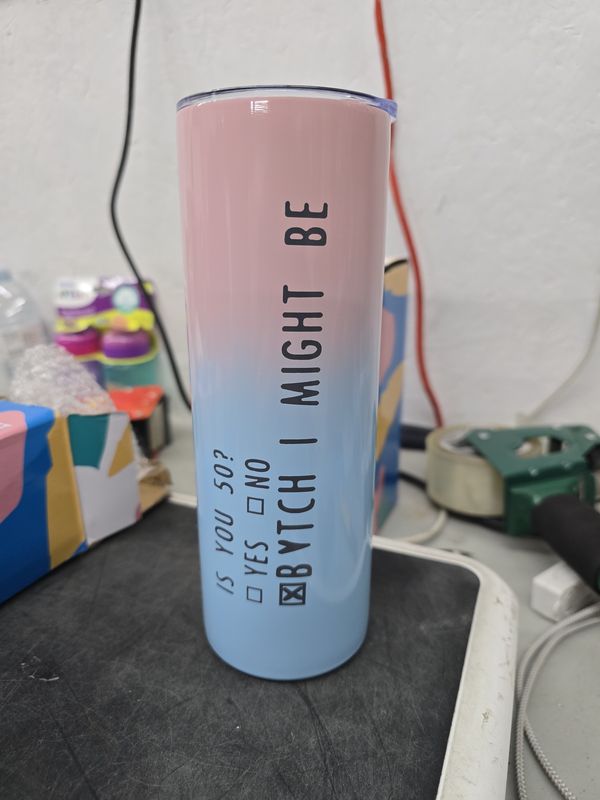 IS YOU 50?
☐ YES ☐ NO
☒ BYTCH I MIGHT BE